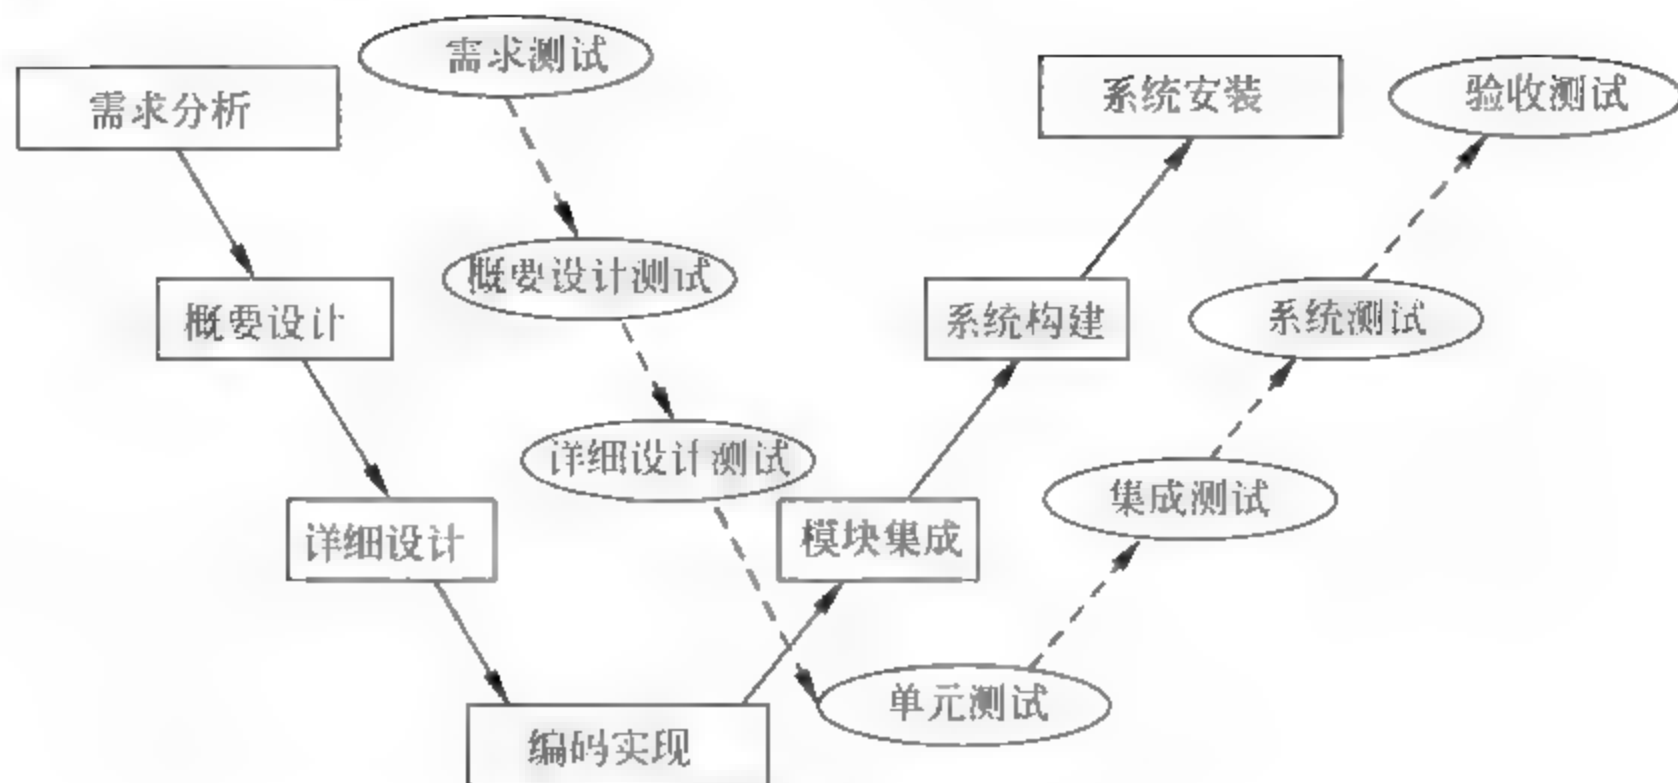 需求测试
需求分析
系统安装
验收测试
概要设计测试
概要设计
系统构建
系统测试
详细设计测试
集成测试
详细设计
模块集成
单元测试
编码实现